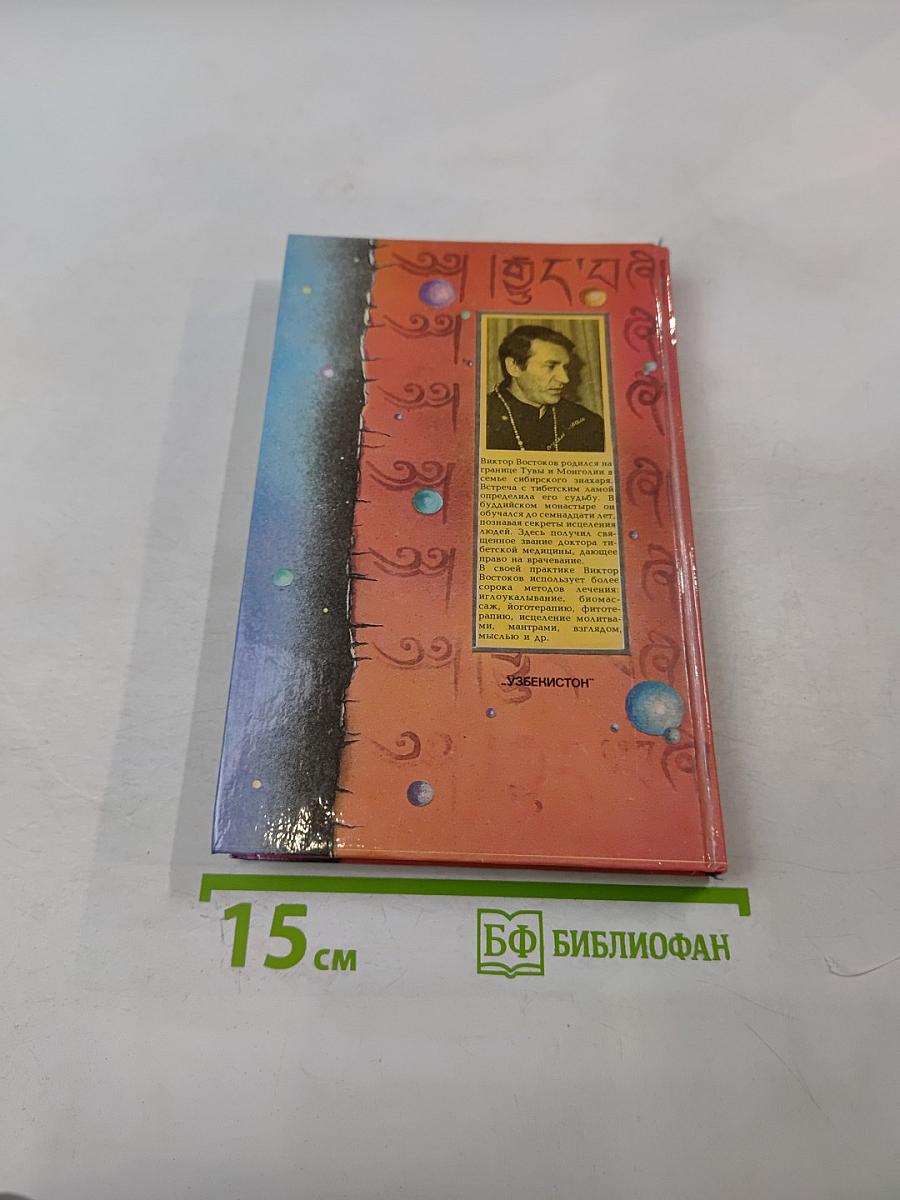 Виктор Востоков родился на
границе Тувы и Монголии в
семье сибирского знахаря.
Встреча с тибетским ламой
определила его судьбу. В
буддийском монастыре он
обучался до семнадцати лет,
познавая секреты исцеления
людей. Здесь получил свя-
щенное звание доктора ти-
бетской медицины, дающее
право на врачевание.
В своей практике Виктор
Востоков использует более
сорока методов лечения:
иглоукалывание, биомас-
саж, йоготерапию, фитоте-
рапию, исцеление молитва-
ми, мантрами, взглядом,
мыслью и др.
„ЎЗБЕКИСТОН"
15 см
БФ БИБЛИОФАН